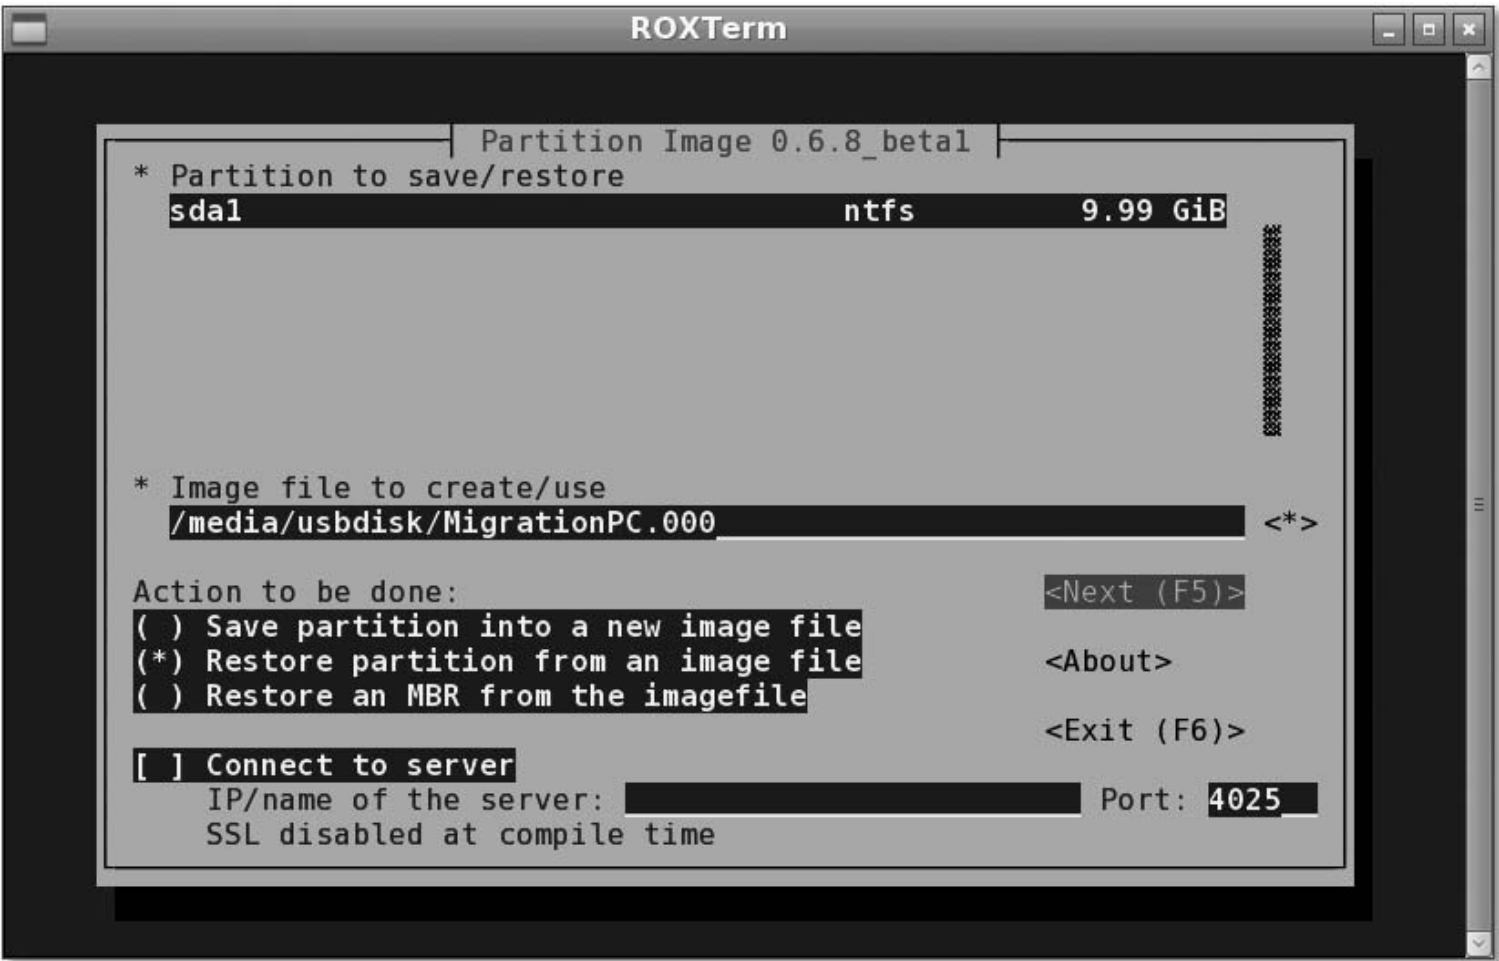 ROXTerm
Partition Image 0.6.8_beta1
* Partition to save/restore
sda1 ntfs 9.99 GiB
* Image file to create/use
/media/usbdisk/MigrationPC.000 <*>
Action to be done: <Next (F5)>
( ) Save partition into a new image file
(*) Restore partition from an image file <About>
( ) Restore an MBR from the imagefile
<Exit (F6)>
[ ] Connect to server
IP/name of the server: Port: 4025
SSL disabled at compile time